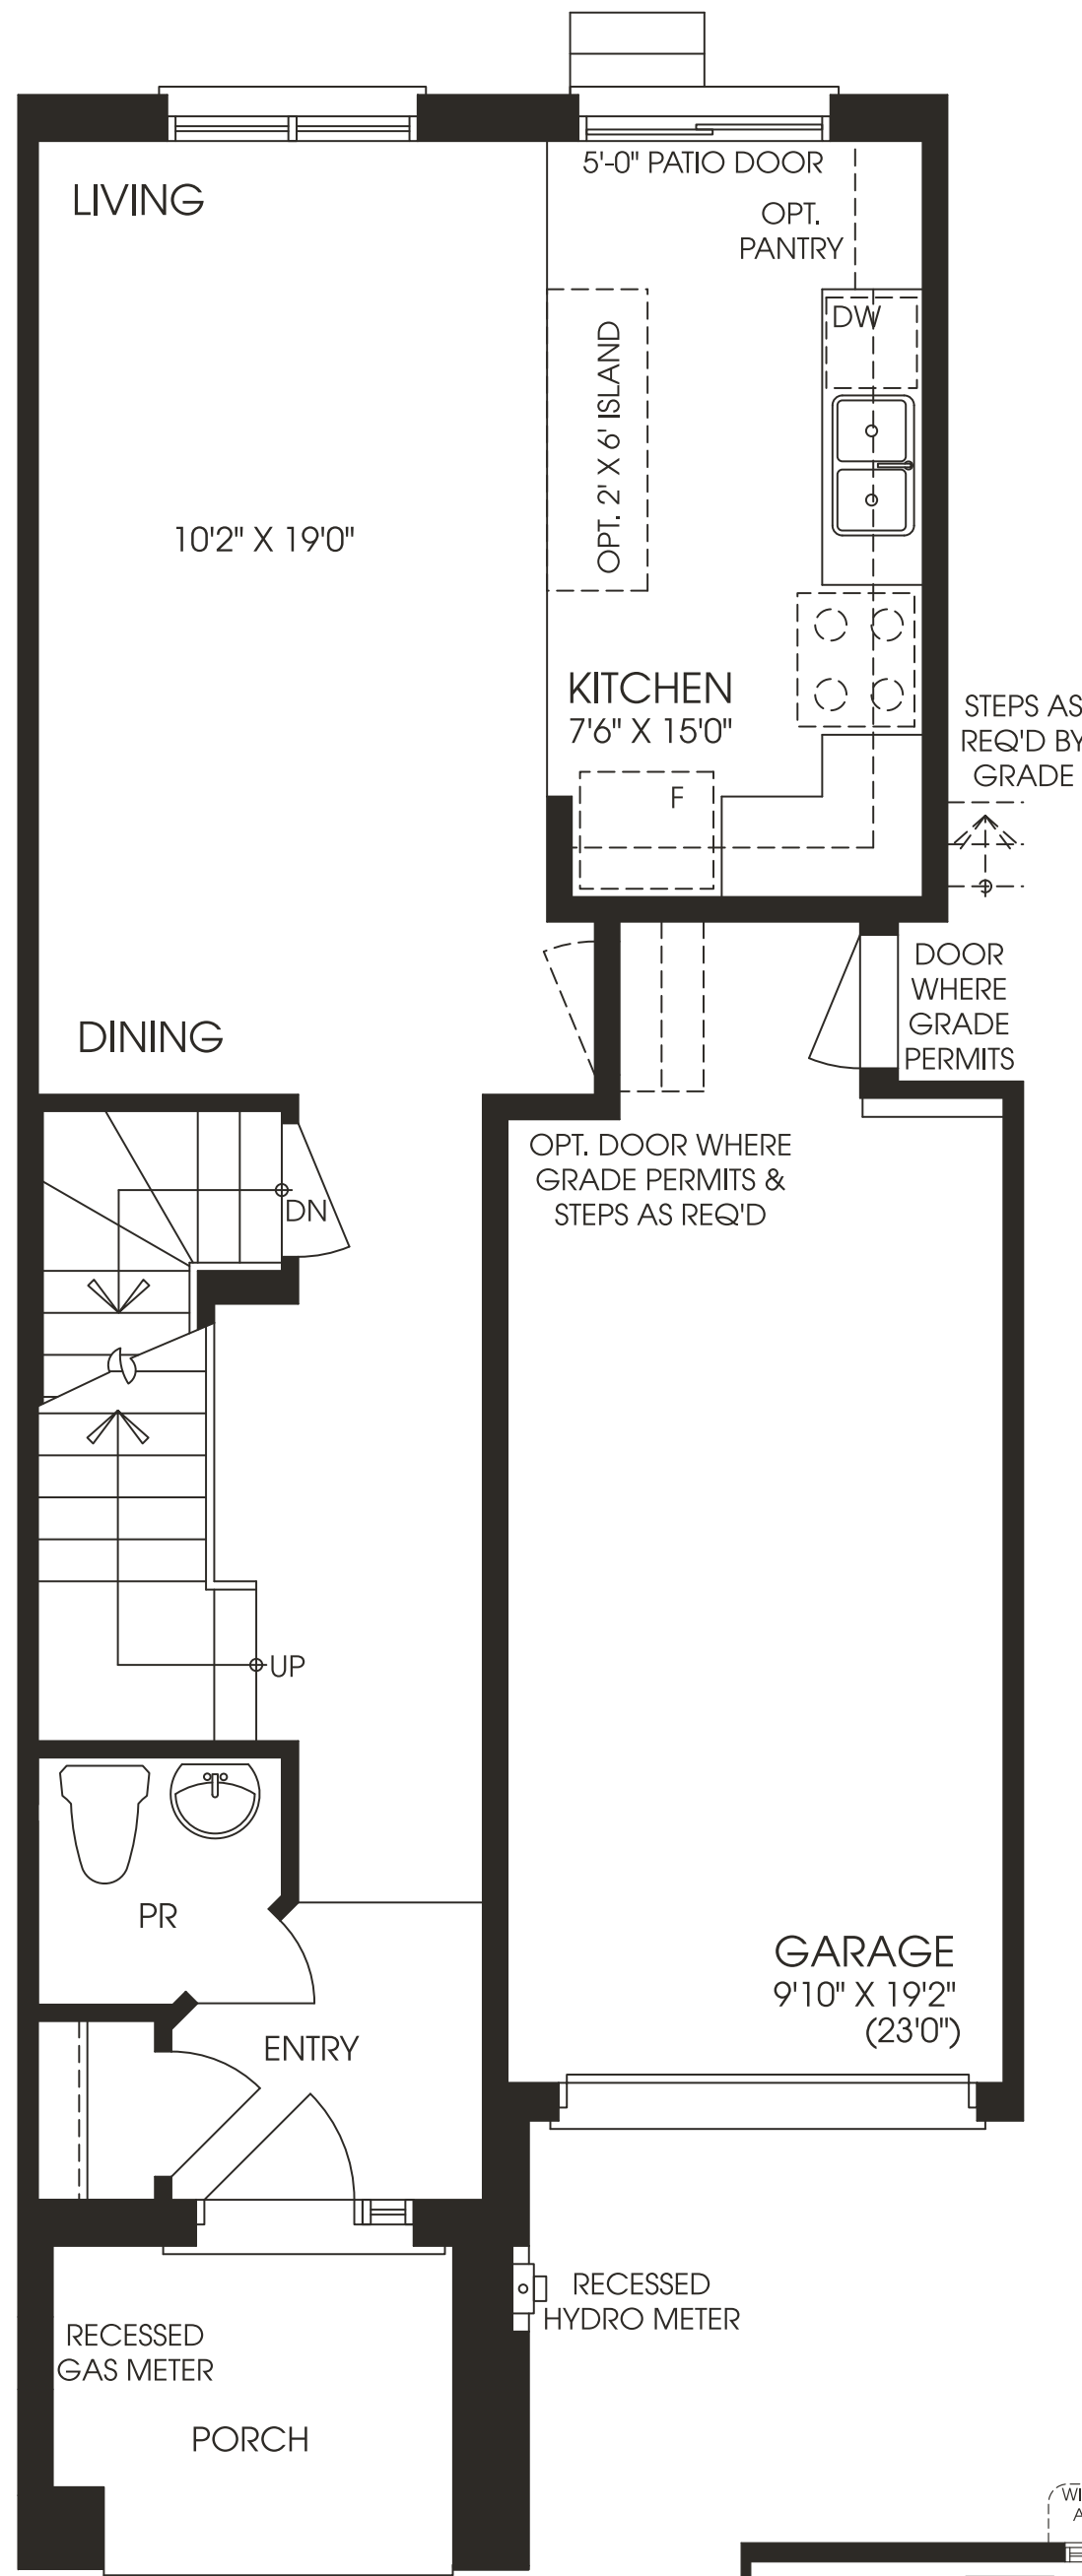 5'-0" PATIO DOOR
LIVING
OPT.
PANTRY
DW
OPT. 2' X 6' ISLAND
10'2" X 19'0"
KITCHEN
7'6" X 15'0"
STEPS AS
REQ'D BY
GRADE
F
DOOR
WHERE
GRADE
PERMITS
DINING
OPT. DOOR WHERE
GRADE PERMITS &
STEPS AS REQ'D
DN
UP
PR
GARAGE
9'10" X 19'2"
(23'0")
ENTRY
RECESSED
HYDRO METER
RECESSED
GAS METER
PORCH